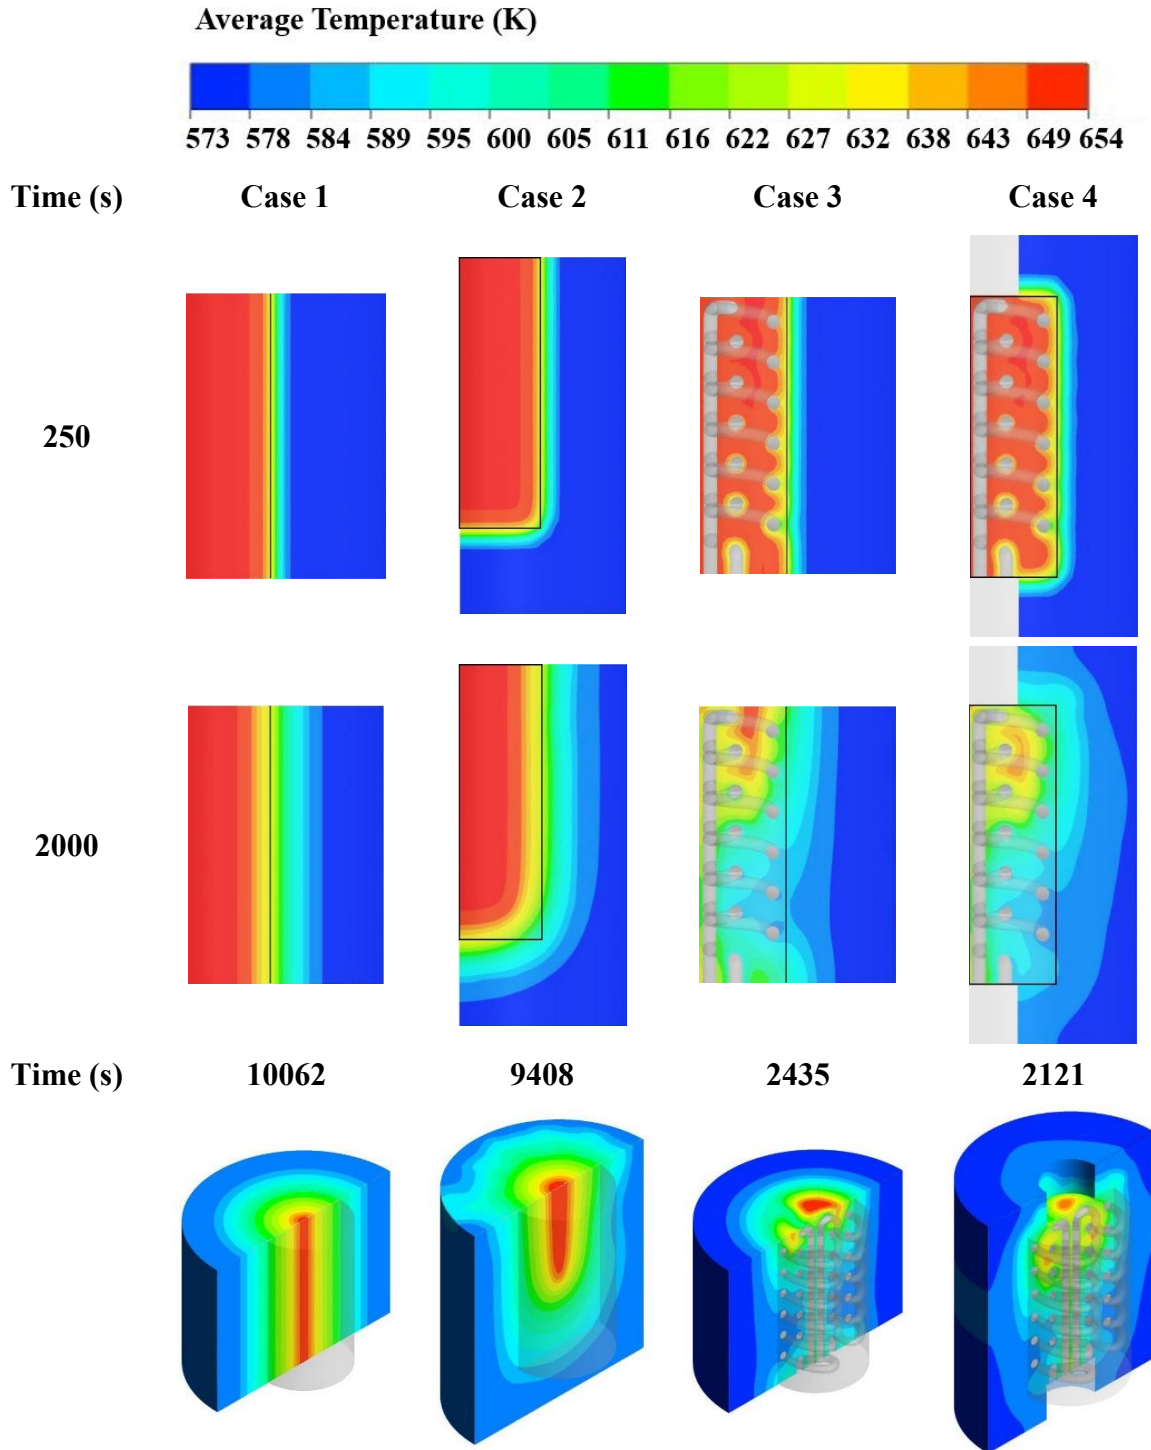 Average Temperature (K)
573 578 584 589 595 600 605 611 616 622 627 632 638 643 649 654
Time (s) Case 1 Case 2 Case 3 Case 4
250
2000
Time (s) 10062 9408 2435 2121